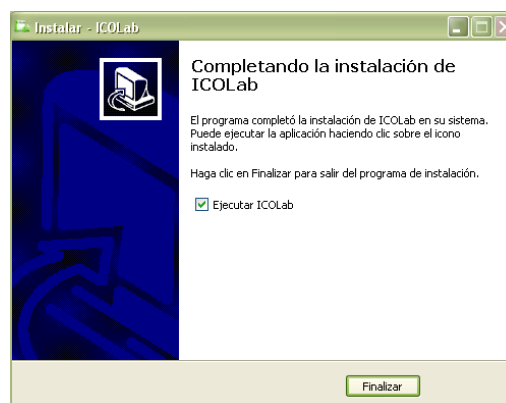 Instalar - ICOLab
Completando la instalación de
ICOLab
El programa completó la instalación de ICOLab en su sistema.
Puede ejecutar la aplicación haciendo clic sobre el icono
instalado.
Haga clic en Finalizar para salir del programa de instalación.
Ejecutar ICOLab
Finalizar